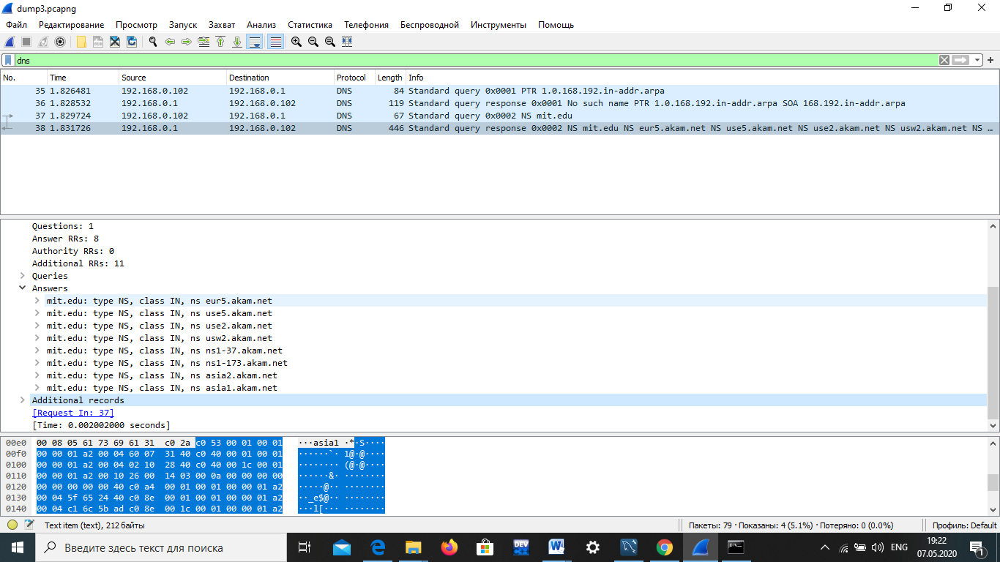 dump3.pcapng
Файл Редактирование Просмотр Запуск Захват Анализ Статистика Телефония Беспроводной Инструменты Помощь
dns
No. Time Source Destination Protocol Length Info
35 1.826481 192.168.0.102 192.168.0.1 DNS 84 Standard query 0x0001 PTR 1.0.168.192.in-addr.arpa
36 1.828532 192.168.0.1 192.168.0.102 DNS 119 Standard query response 0x0001 No such name PTR 1.0.168.192.in-addr.arpa SOA 168.192.in-addr.arpa
37 1.829724 192.168.0.102 192.168.0.1 DNS 67 Standard query 0x0002 NS mit.edu
38 1.831726 192.168.0.1 192.168.0.102 DNS 446 Standard query response 0x0002 NS mit.edu NS eur5.akam.net NS use5.akam.net NS use2.akam.net NS usw2.akam.net NS …
Questions: 1
Answer RRs: 8
Authority RRs: 0
Additional RRs: 11
Queries
Answers
mit.edu: type NS, class IN, ns eur5.akam.net
mit.edu: type NS, class IN, ns use5.akam.net
mit.edu: type NS, class IN, ns use2.akam.net
mit.edu: type NS, class IN, ns usw2.akam.net
mit.edu: type NS, class IN, ns ns1-37.akam.net
mit.edu: type NS, class IN, ns ns1-173.akam.net
mit.edu: type NS, class IN, ns asia2.akam.net
mit.edu: type NS, class IN, ns asia1.akam.net
Additional records
[Request In: 37]
[Time: 0.002002000 seconds]
00e0 00 08 05 61 73 69 61 31 c0 2a c0 53 00 01 00 01 ···asia1 ·*·S····
00f0 00 00 01 a2 00 04 60 07 31 40 c0 40 00 01 00 01 ······`· 1@·@····
0100 00 00 01 a2 00 04 02 10 28 40 c0 40 00 1c 00 01 ········ (@·@····
0110 00 00 01 a2 00 10 26 00 14 03 00 0a 00 00 00 00 ······&· ········
0120 00 00 00 00 00 40 c0 a4 00 01 00 01 00 00 01 a2 ·····@·· ········
0130 00 04 5f 65 24 40 c0 8e 00 01 00 01 00 00 01 a2 ··_e$@·· ········
0140 00 04 c1 6c 5b ad c0 8e 00 1c 00 01 00 00 01 a2 ···l[··· ········
Text item (text), 212 байты Пакеты: 79 · Показаны: 4 (5.1%) · Потеряно: 0 (0.0%) Профиль: Default
Введите здесь текст для поиска
DEV
W
ENG
19:22
07.05.2020
1